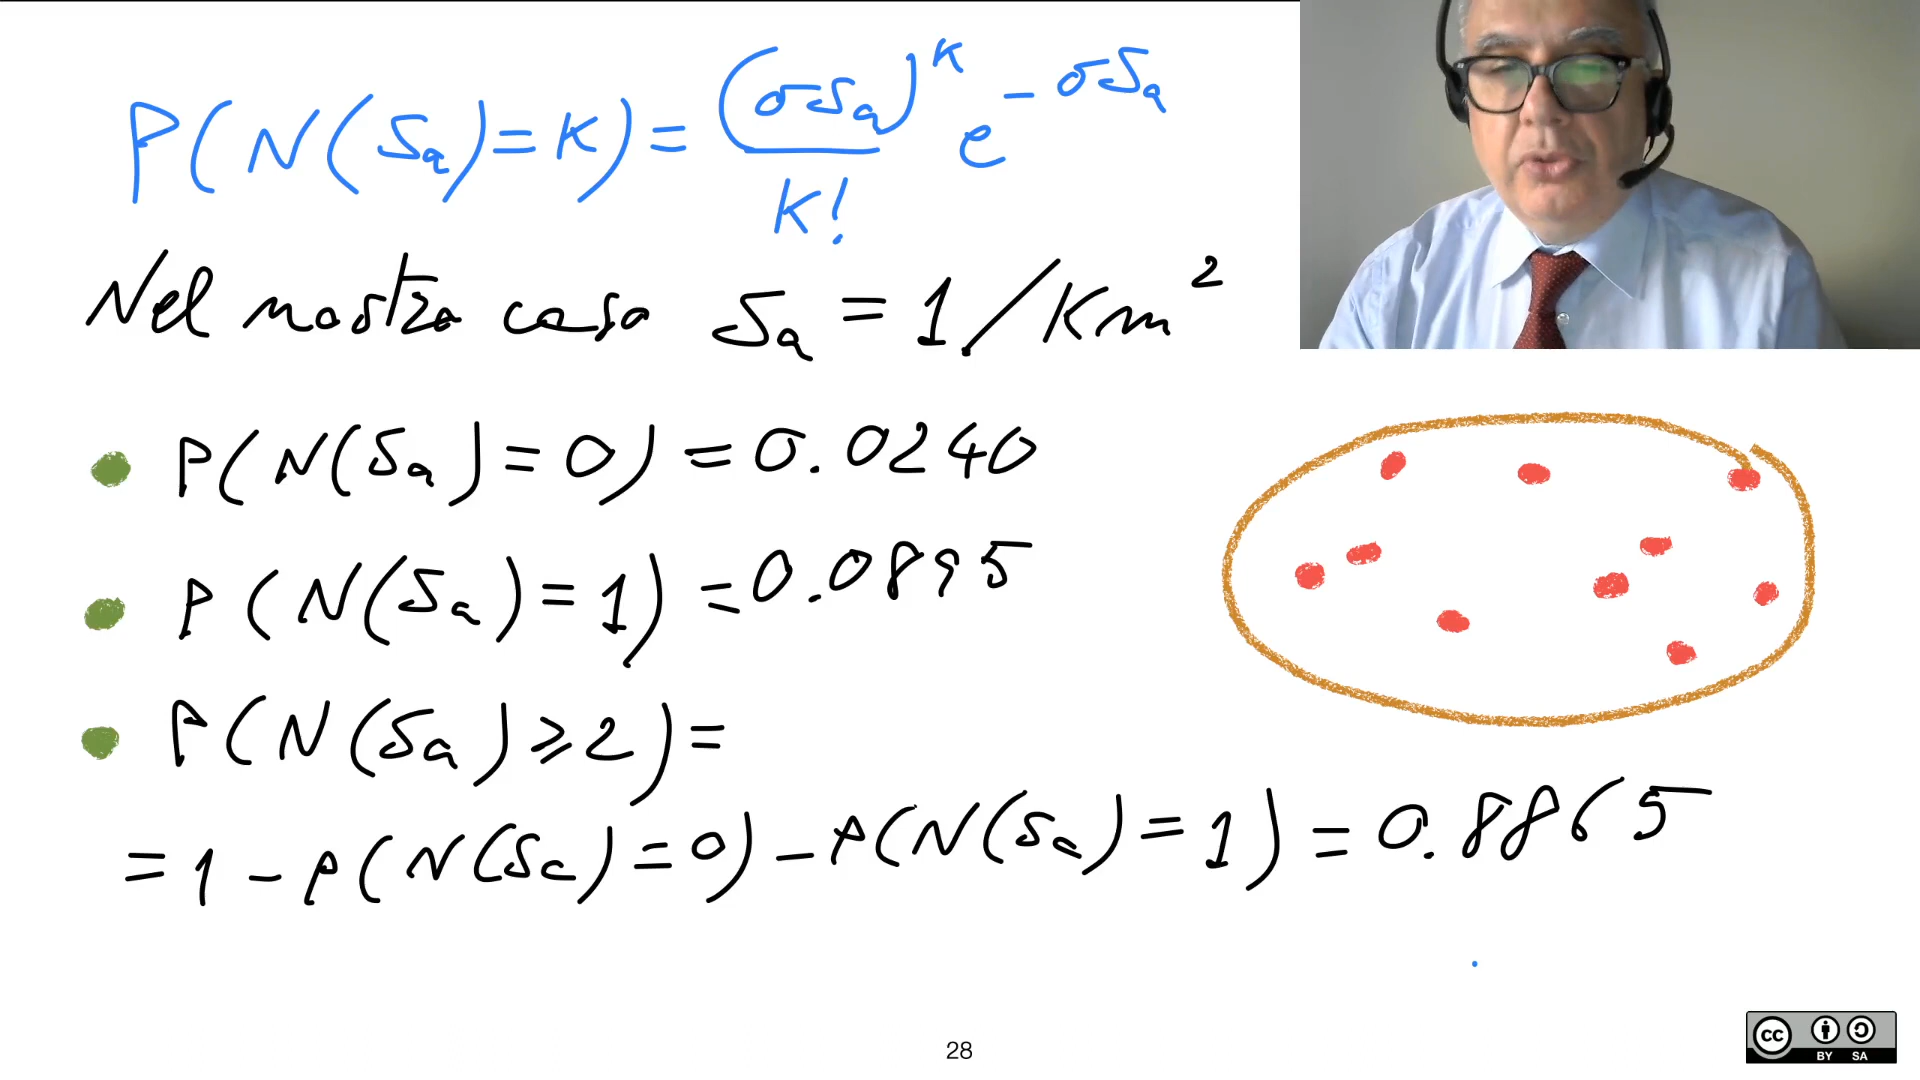 P(N(Sa)=K) = (σSa)^K / K! e^-σSa
Nel nostro caso Sa = 1/Km²
P(N(Sa)=0) = 0.0240
P(N(Sa)=1) = 0.0895
P(N(Sa)⩾2) =
= 1 - P(N(Sa)=0) - P(N(Sa)=1) = 0.8865
28
cc BY SA